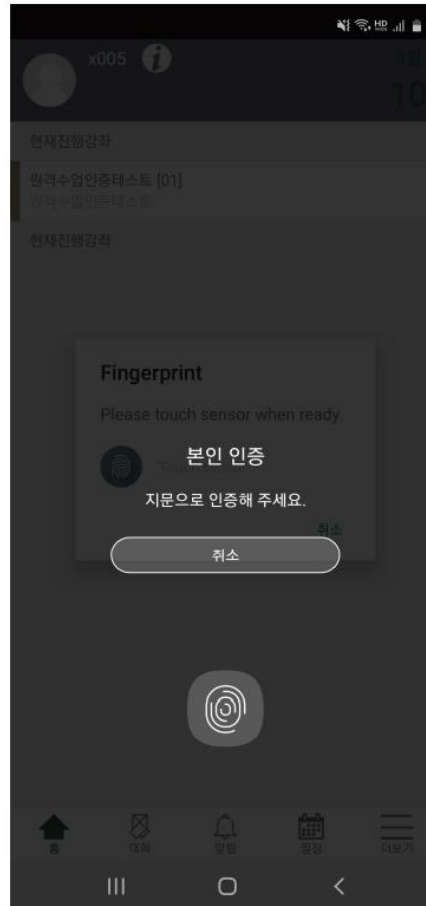 x005
10
현재진행강좌
원격수업인증테스트 [01]
원격수업인증테스트
현재진행강좌
Fingerprint
Please touch sensor when ready.
본인 인증
지문으로 인증해 주세요.
취소
취소
홈
대화
알림
일정
더보기